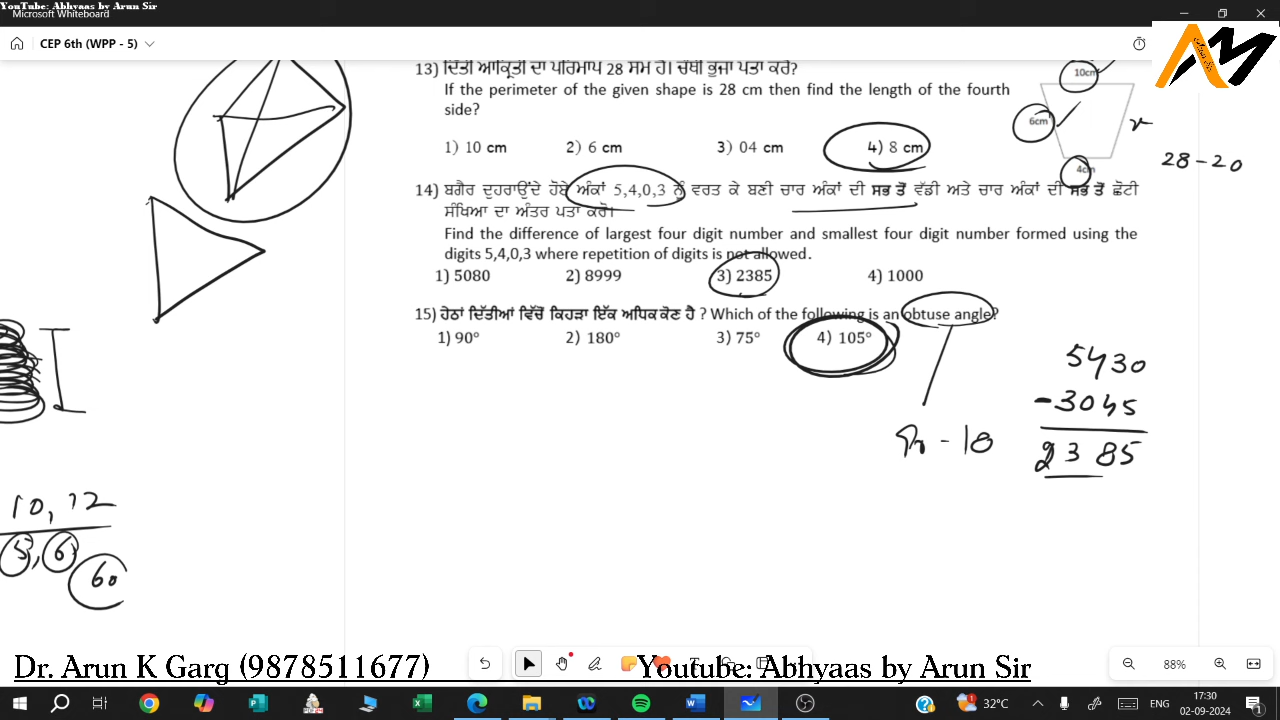 YouTube: Abhyaas by Arun Sir
Microsoft Whiteboard
CEP 6th (WPP - 5)
13) ਦਿੱਤੀ ਆਕ੍ਰਿਤੀ ਦਾ ਪਰਿਮਾਪ 28 ਸਮ ਹੈ। ਚੌਥੀ ਭੁਜਾ ਪਤਾ ਕਰੋ?
If the perimeter of the given shape is 28 cm then find the length of the fourth
side?
1) 10 cm 2) 6 cm 3) 04 cm 4) 8 cm
10cm
6cm
4cm
28-20
14) ਬਗੈਰ ਦੁਹਰਾਉਂਦੇ ਹੋਏ ਅੰਕਾਂ 5,4,0,3 ਨੂੰ ਵਰਤ ਕੇ ਬਣੀ ਚਾਰ ਅੰਕਾਂ ਦੀ ਸਭ ਤੋਂ ਵੱਡੀ ਅਤੇ ਚਾਰ ਅੰਕਾਂ ਦੀ ਸਭ ਤੋਂ ਛੋਟੀ
ਸੰਖਿਆ ਦਾ ਅੰਤਰ ਪਤਾ ਕਰੋ।
Find the difference of largest four digit number and smallest four digit number formed using the
digits 5,4,0,3 where repetition of digits is not allowed.
1) 5080 2) 8999 3) 2385 4) 1000
15) ਹੇਠਾਂ ਦਿੱਤੀਆਂ ਵਿੱਚੋਂ ਕਿਹੜਾ ਇੱਕ ਅਧਿਕ ਕੋਣ ਹੈ ? Which of the following is an obtuse angle?
1) 90° 2) 180° 3) 75° 4) 105°
5430
-3045
2385
10, 12
5, 6
60
Dr. Arun K Garg (9878511677) Youtube: Abhyaas by Arun Sir
88%
32°C
ENG
17:30
02-09-2024